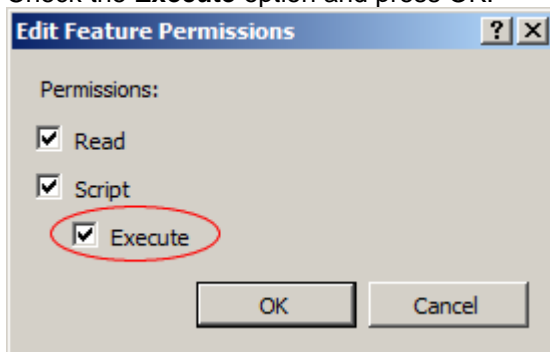 Check the Execute option and press OK.
Edit Feature Permissions
Permissions:
Read
Script
Execute
OK Cancel